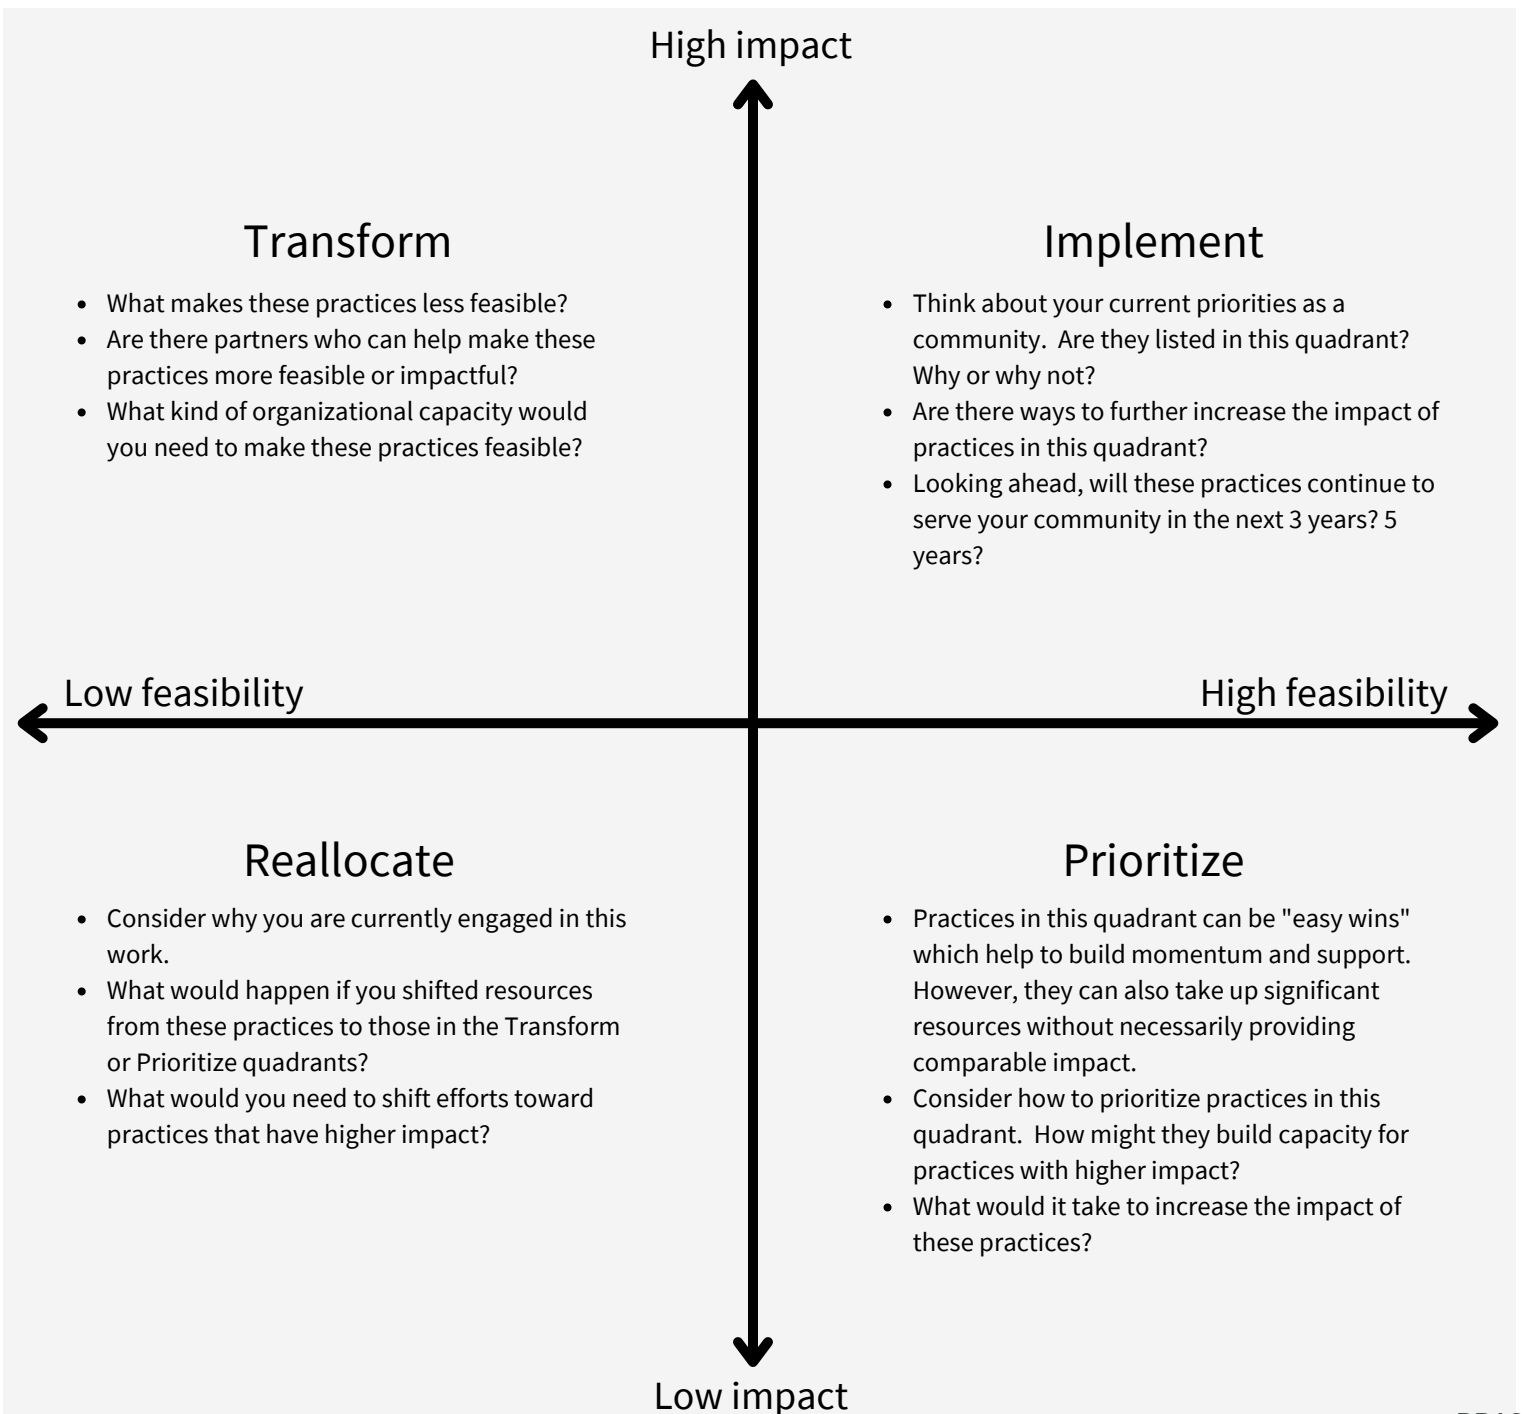 High impact
Transform
• What makes these practices less feasible?
• Are there partners who can help make these
practices more feasible or impactful?
• What kind of organizational capacity would
you need to make these practices feasible?
Implement
• Think about your current priorities as a
community.  Are they listed in this quadrant?
Why or why not?
• Are there ways to further increase the impact of
practices in this quadrant?
• Looking ahead, will these practices continue to
serve your community in the next 3 years? 5
years?
Low feasibility
High feasibility
Reallocate
• Consider why you are currently engaged in this
work.
• What would happen if you shifted resources
from these practices to those in the Transform
or Prioritize quadrants?
• What would you need to shift efforts toward
practices that have higher impact?
Prioritize
• Practices in this quadrant can be "easy wins"
which help to build momentum and support.
However, they can also take up significant
resources without necessarily providing
comparable impact.
• Consider how to prioritize practices in this
quadrant.  How might they build capacity for
practices with higher impact?
• What would it take to increase the impact of
these practices?
Low impact